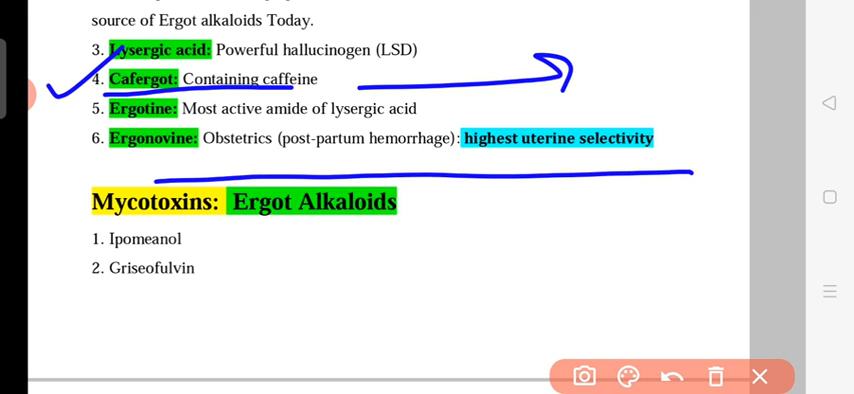 source of Ergot alkaloids Today.
3. Lysergic acid: Powerful hallucinogen (LSD)
4. Cafergot: Containing caffeine
5. Ergotine: Most active amide of lysergic acid
6. Ergonovine: Obstetrics (post-partum hemorrhage): highest uterine selectivity
Mycotoxins: Ergot Alkaloids
1. Ipomeanol
2. Griseofulvin